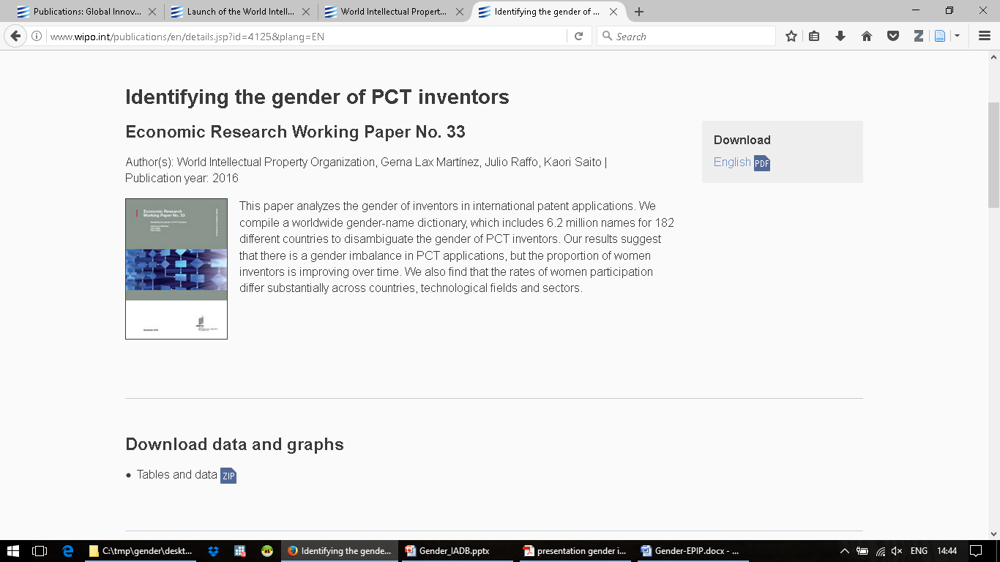 Publications: Global Innov...
Launch of the World Intell...
World Intellectual Propert...
Identifying the gender of ...
www.wipo.int/publications/en/details.jsp?id=4125&plang=EN
Search
Identifying the gender of PCT inventors
Economic Research Working Paper No. 33
Author(s): World Intellectual Property Organization, Gema Lax Martínez, Julio Raffo, Kaori Saito |
Publication year: 2016
Download
English PDF
Economic Research
Working Paper No. 33
This paper analyzes the gender of inventors in international patent applications. We
compile a worldwide gender-name dictionary, which includes 6.2 million names for 182
different countries to disambiguate the gender of PCT inventors. Our results suggest
that there is a gender imbalance in PCT applications, but the proportion of women
inventors is improving over time. We also find that the rates of women participation
differ substantially across countries, technological fields and sectors.
Download data and graphs
• Tables and data ZIP
C:\tmp\gender\deskt...
Identifying the gende...
Gender_IADB.pptx
presentation gender i...
Gender-EPIP.docx - ...
ENG
14:44